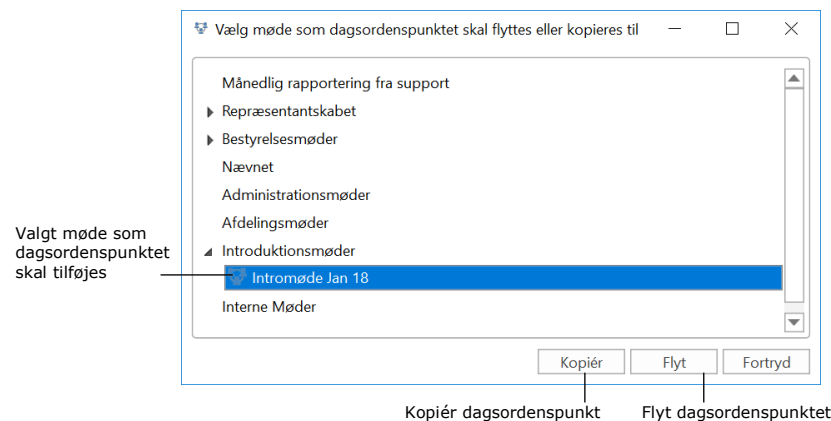 Vælg møde som dagsordenspunktet skal flyttes eller kopieres til
Månedlig rapportering fra support
Repræsentantskabet
Bestyrelsesmøder
Nævnet
Administrationsmøder
Afdelingsmøder
Valgt møde som
dagsordenspunktet
skal tilføjes
Introduktionsmøder
Intromøde Jan 18
Interne Møder
Kopiér Flyt Fortryd
Kopiér dagsordenspunkt Flyt dagsordenspunktet